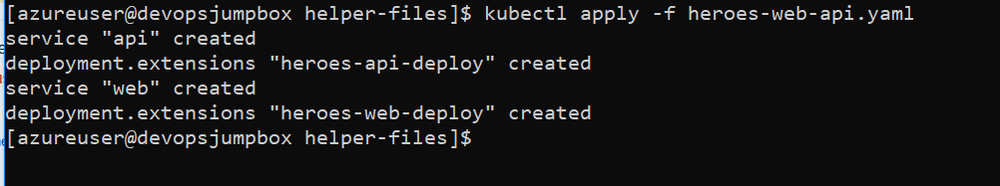 [azureuser@devopsjumpbox helper-files]$ kubectl apply -f heroes-web-api.yaml
service "api" created
deployment.extensions "heroes-api-deploy" created
service "web" created
deployment.extensions "heroes-web-deploy" created
[azureuser@devopsjumpbox helper-files]$